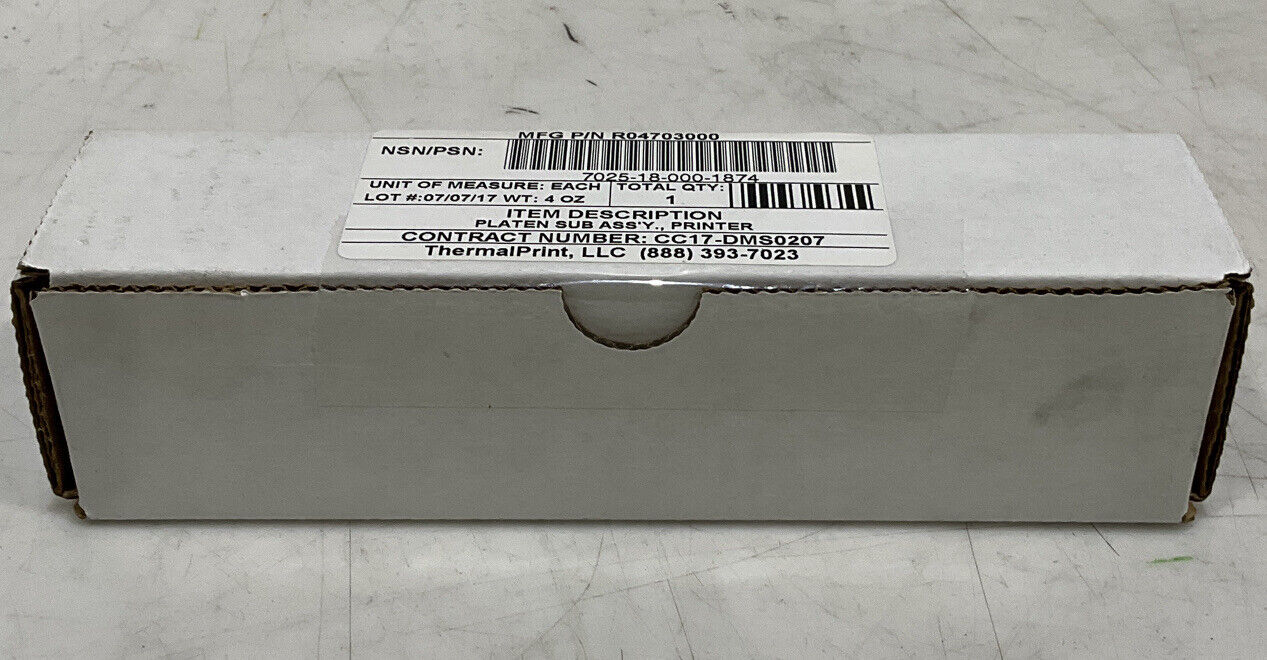 MFG P/N R04703000
NSN/PSN:
7025-18-000-1874
UNIT OF MEASURE: EACH TOTAL QTY:
LOT #:07/07/17 WT: 4 OZ 1
ITEM DESCRIPTION
PLATEN SUB ASS'Y., PRINTER
CONTRACT NUMBER: CC17-DMS0207
ThermalPrint, LLC (888) 393-7023